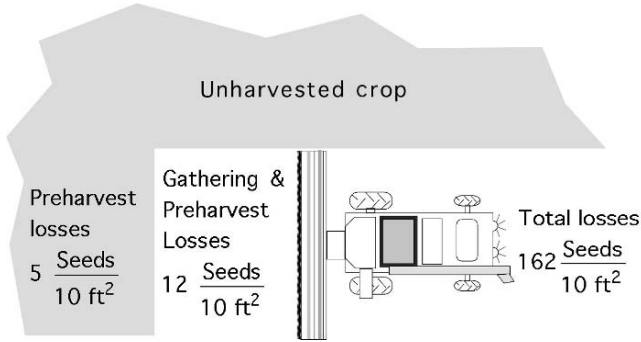 Unharvested crop
Preharvest
losses
5 Seeds
10 ft²
Gathering &
Preharvest
Losses
12 Seeds
10 ft²
Total losses
162 Seeds
10 ft²